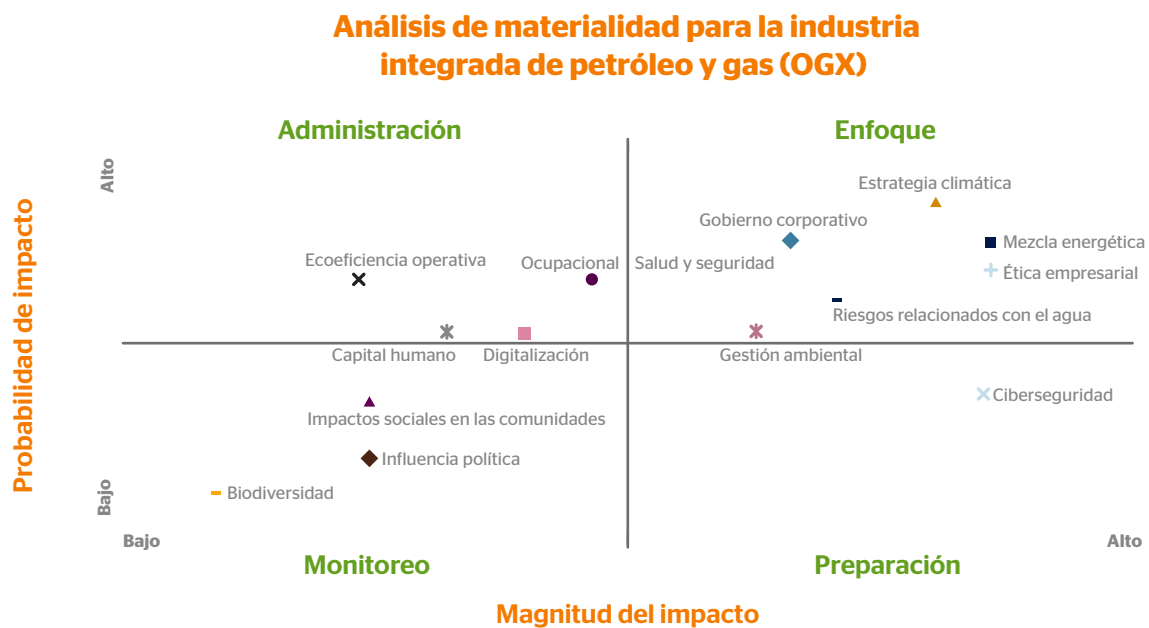 Análisis de materialidad para la industria
integrada de petróleo y gas (OGX)
Administración
Enfoque
Alto
Probabilidad de impacto
Estrategia climática
Gobierno corporativo
Mezcla energética
Ecoeficiencia operativa
Ocupacional
Salud y seguridad
Ética empresarial
Riesgos relacionados con el agua
Capital humano
Digitalización
Gestión ambiental
Ciberseguridad
Impactos sociales en las comunidades
Influencia política
Biodiversidad
Bajo
Bajo
Alto
Monitoreo
Preparación
Magnitud del impacto